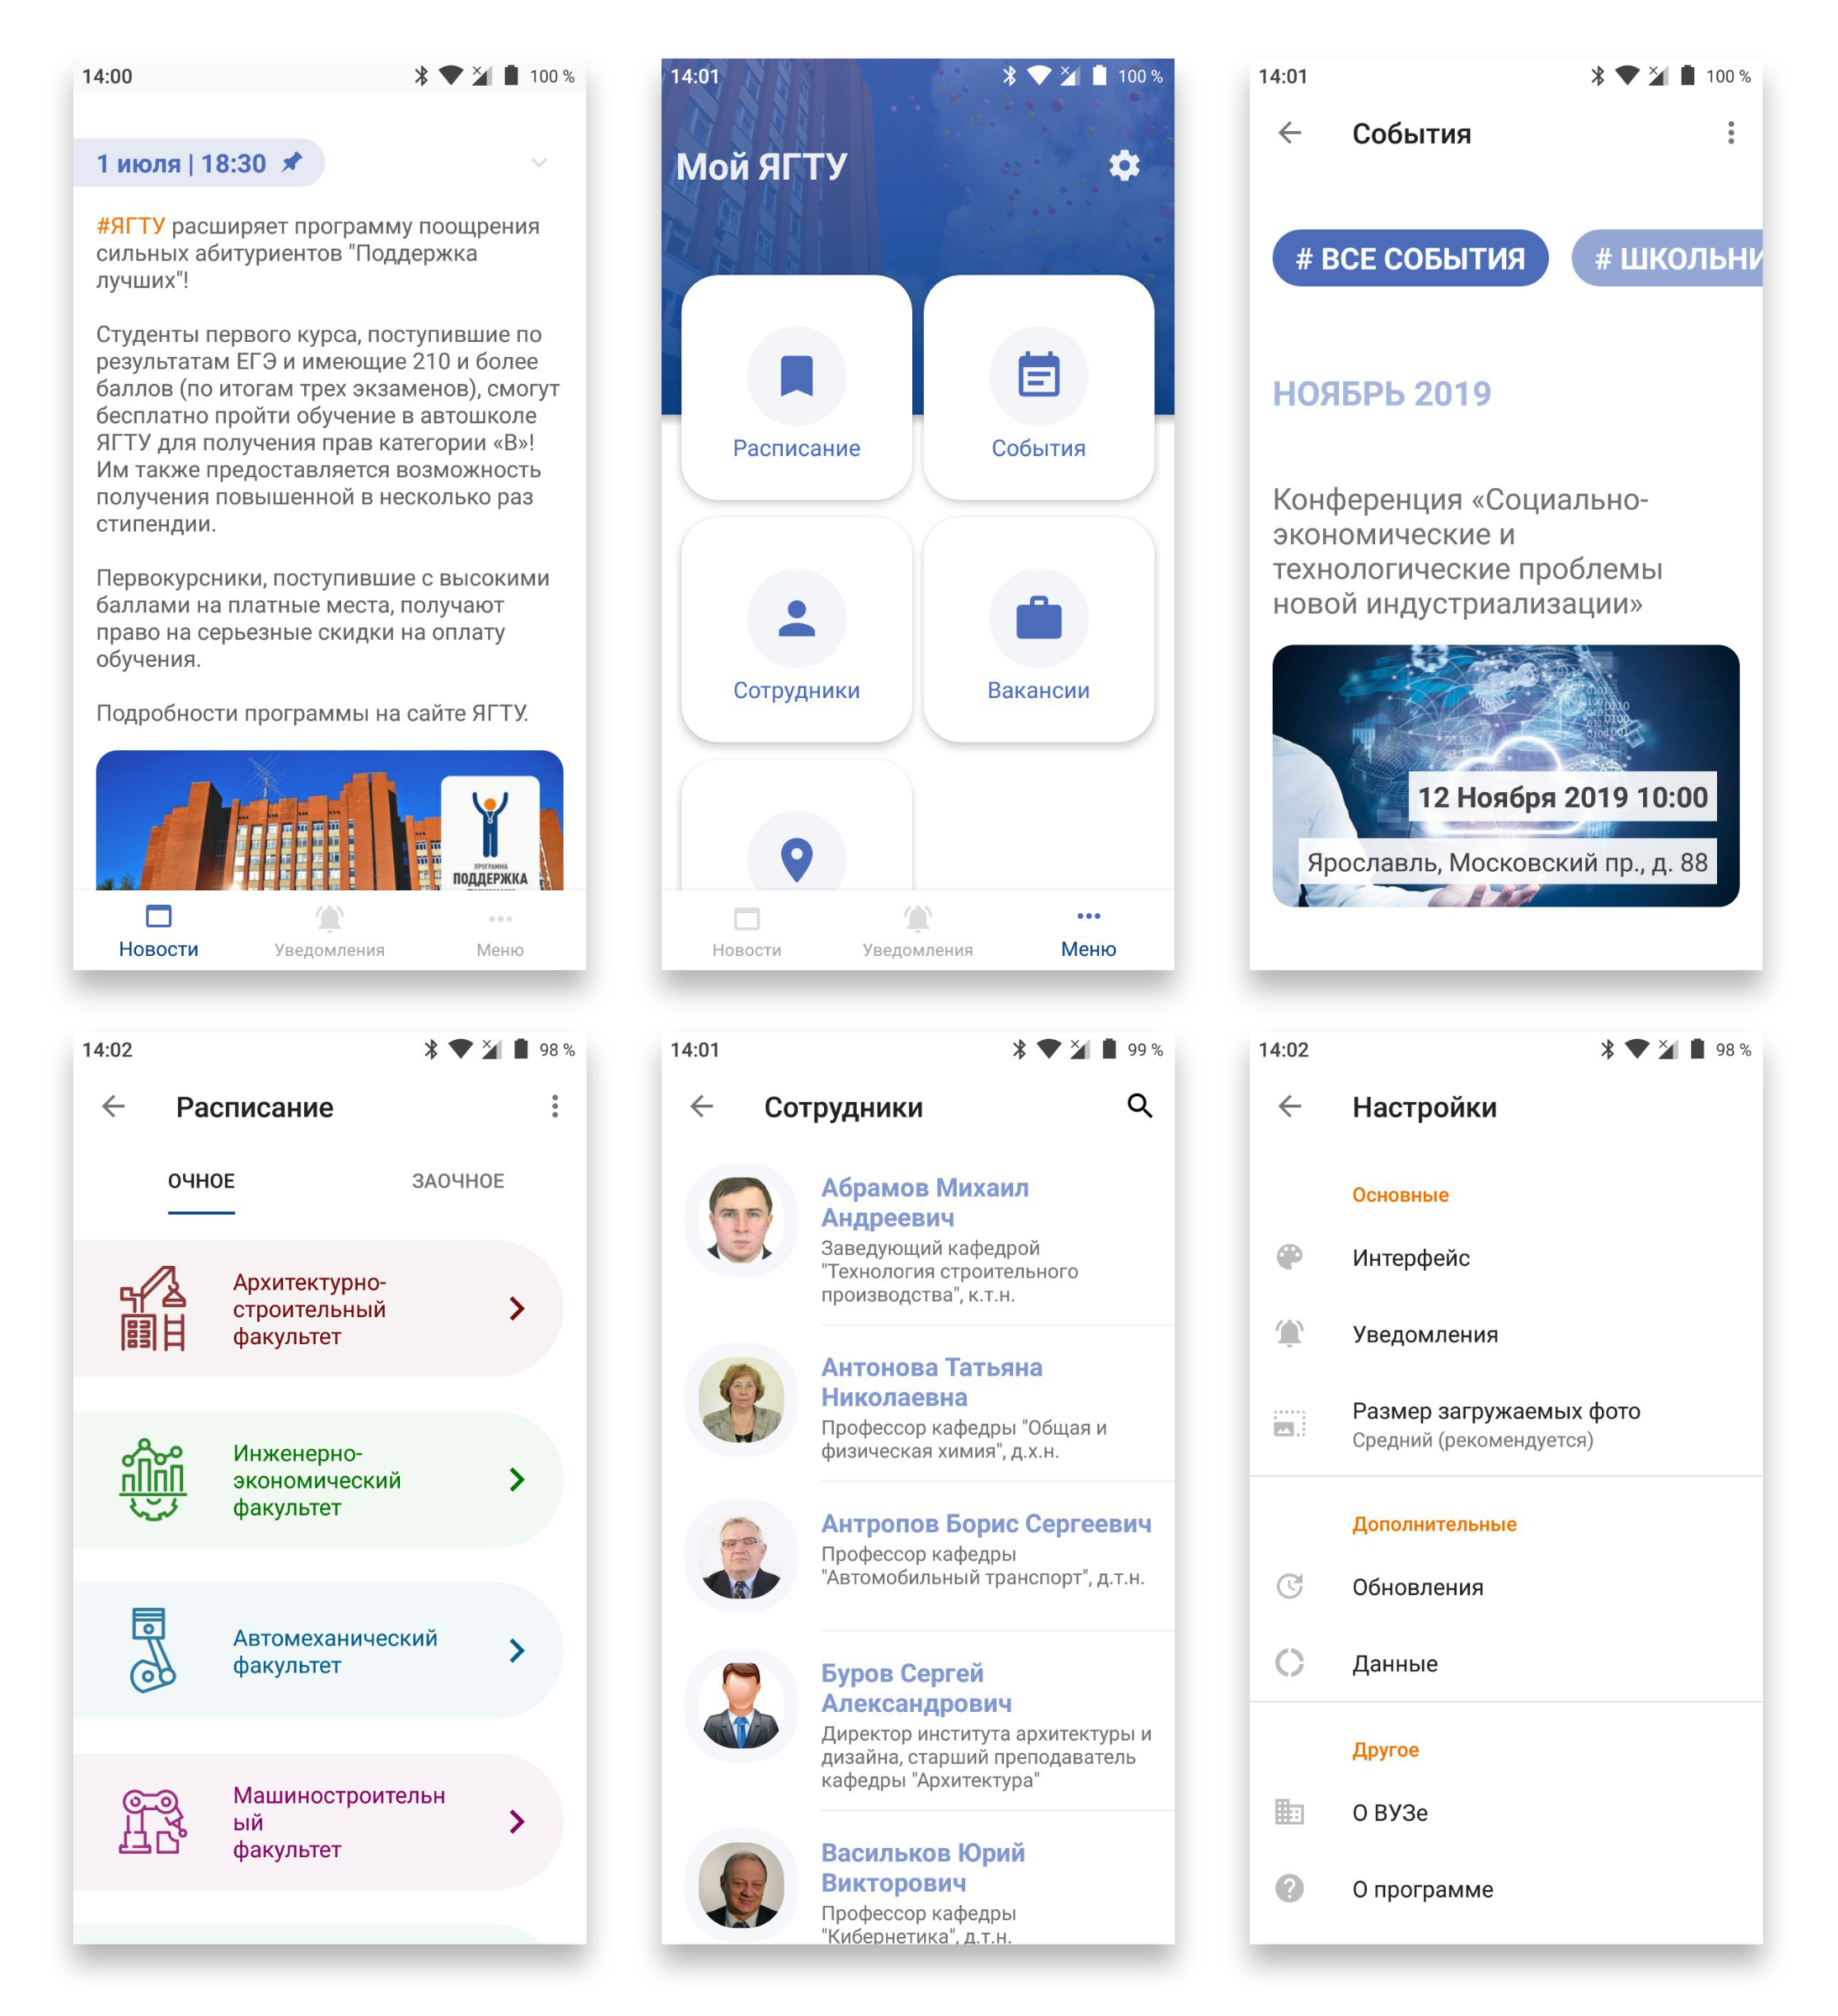 14:00
100 %
1 июля | 18:30
#ЯГТУ расширяет программу поощрения
сильных абитуриентов "Поддержка
лучших"!
Студенты первого курса, поступившие по
результатам ЕГЭ и имеющие 210 и более
баллов (по итогам трех экзаменов), смогут
бесплатно пройти обучение в автошколе
ЯГТУ для получения прав категории «B»!
Им также предоставляется возможность
получения повышенной в несколько раз
стипендии.
Первокурсники, поступившие с высокими
баллами на платные места, получают
право на серьезные скидки на оплату
обучения.
Подробности программы на сайте ЯГТУ.
ПРОГРАММА
ПОДДЕРЖКА
Новости
Уведомления
Меню
14:01
100 %
Мой ЯГТУ
Расписание
События
Сотрудники
Вакансии
Новости
Уведомления
Меню
14:01
100 %
События
# ВСЕ СОБЫТИЯ
# ШКОЛЬНИ
НОЯБРЬ 2019
Конференция «Социально-
экономические и
технологические проблемы
новой индустриализации»
12 Ноября 2019 10:00
Ярославль, Московский пр., д. 88
14:02
98 %
Расписание
ОЧНОЕ
ЗАОЧНОЕ
Архитектурно-
строительный
факультет
Инженерно-
экономический
факультет
Автомеханический
факультет
Машиностроительн
ый
факультет
14:01
99 %
Сотрудники
Абрамов Михаил
Андреевич
Заведующий кафедрой
"Технология строительного
производства", к.т.н.
Антонова Татьяна
Николаевна
Профессор кафедры "Общая и
физическая химия", д.х.н.
Антропов Борис Сергеевич
Профессор кафедры
"Автомобильный транспорт", д.т.н.
Буров Сергей
Александрович
Директор института архитектуры и
дизайна, старший преподаватель
кафедры "Архитектура"
Васильков Юрий
Викторович
Профессор кафедры
"Кибернетика", д.т.н.
14:02
98 %
Настройки
Основные
Интерфейс
Уведомления
Размер загружаемых фото
Средний (рекомендуется)
Дополнительные
Обновления
Данные
Другое
О ВУЗе
О программе